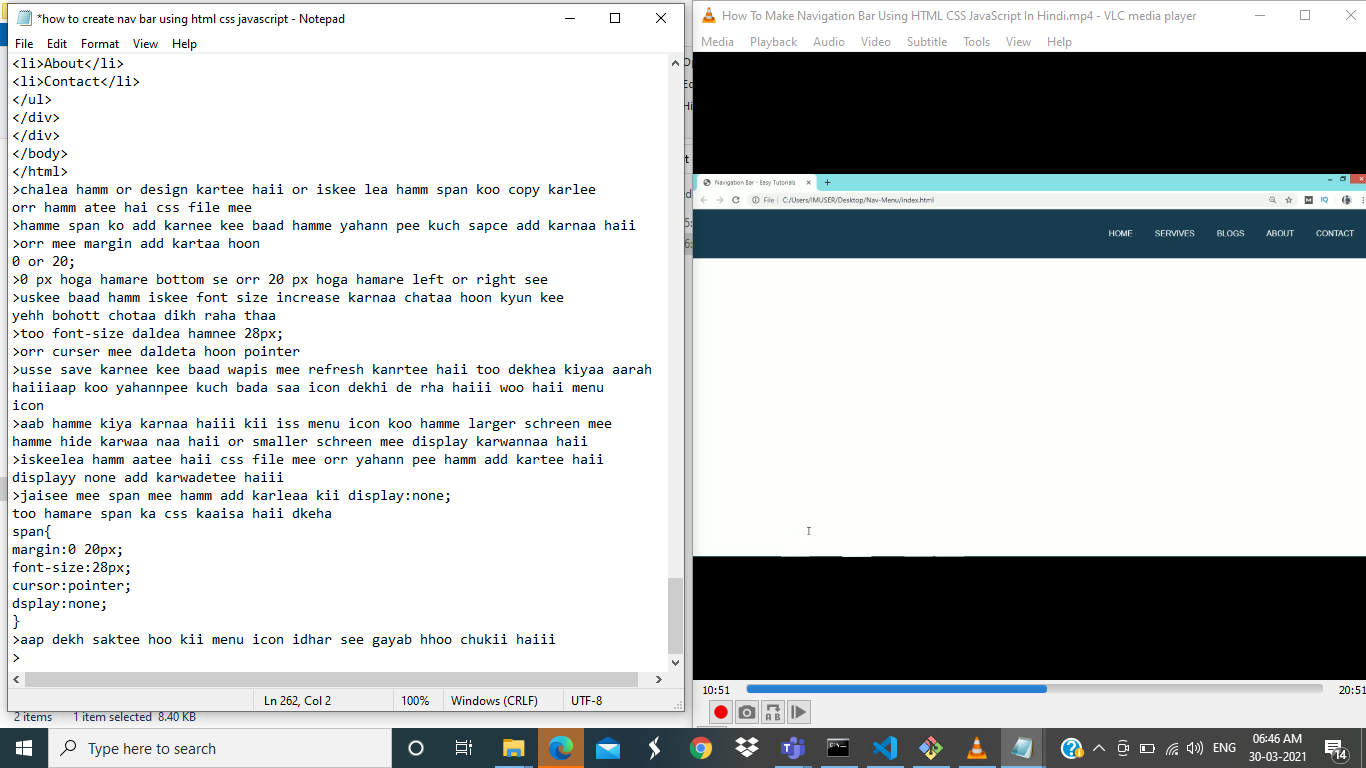 *how to create nav bar using html css javascript - Notepad
File Edit Format View Help
<li>About</li>
<li>Contact</li>
</ul>
</div>
</div>
</body>
</html>
>chalea hamm or design kartee haii or iskee lea hamm span koo copy karlee
orr hamm atee hai css file mee
>hamme span ko add karnee kee baad hamme yahann pee kuch sapce add karnaa haii
>orr mee margin add kartaa hoon
0 or 20;
>0 px hoga hamare bottom se orr 20 px hoga hamare left or right see
>uskee baad hamm iskee font size increase karnaa chataa hoon kyun kee
yehh bohott chotaa dikh raha thaa
>too font-size daldea hamnee 28px;
>orr curser mee daldeta hoon pointer
>usse save karnee kee baad wapis mee refresh kanrtee haii too dekhea kiyaa aarah
haiiiaap koo yahannpee kuch bada saa icon dekhi de rha haiii woo haii menu
icon
>aab hamme kiya karnaa haiii kii iss menu icon koo hamme larger schreen mee
hamme hide karwaa naa haii or smaller schreen mee display karwannaa haii
>iskeelea hamm aatee haii css file mee orr yahann pee hamm add kartee haii
displayy none add karwadetee haiii
>jaisee mee span mee hamm add karleaa kii display:none;
too hamare span ka css kaaisa haii dkeha
span{
margin:0 20px;
font-size:28px;
cursor:pointer;
dsplay:none;
}
>aap dekh saktee hoo kii menu icon idhar see gayab hhoo chukii haiii
>
Ln 262, Col 2 100% Windows (CRLF) UTF-8
2 items 1 item selected 8.40 KB
How To Make Navigation Bar Using HTML CSS JavaScript In Hindi.mp4 - VLC media player
Media Playback Audio Video Subtitle Tools View Help
Navigation Bar - Easy Tutorials
File C:/Users/IMUSER/Desktop/Nav-Menu/index.html
HOME SERVIVES BLOGS ABOUT CONTACT
10:51 20:51
Type here to search
ENG
06:46 AM
30-03-2021
14